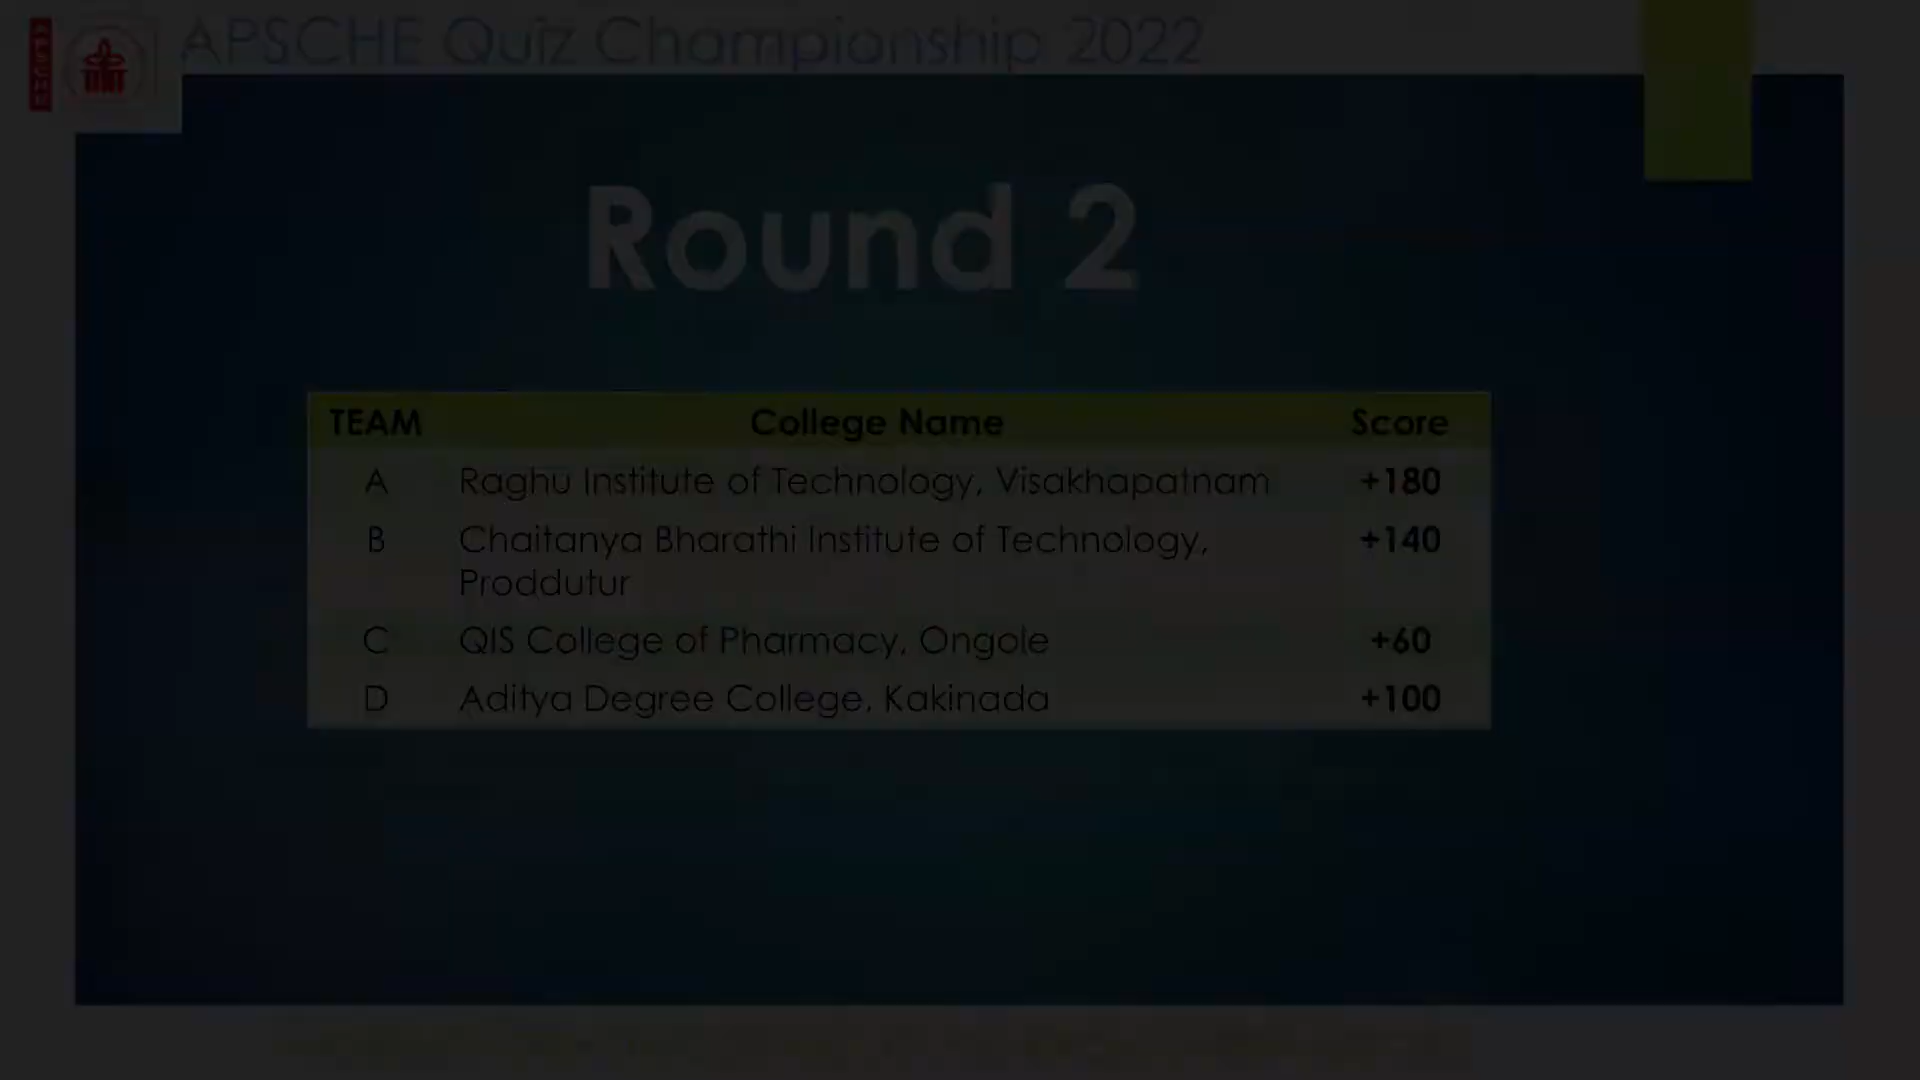 APSCHE Quiz Championship 2022
Round 2
TEAM College Name Score
A Raghu Institute of Technology, Visakhapatnam +180
B Chaitanya Bharathi Institute of Technology, +140
Proddutur
C QIS College of Pharmacy, Ongole +60
D Aditya Degree College, Kakinada +100